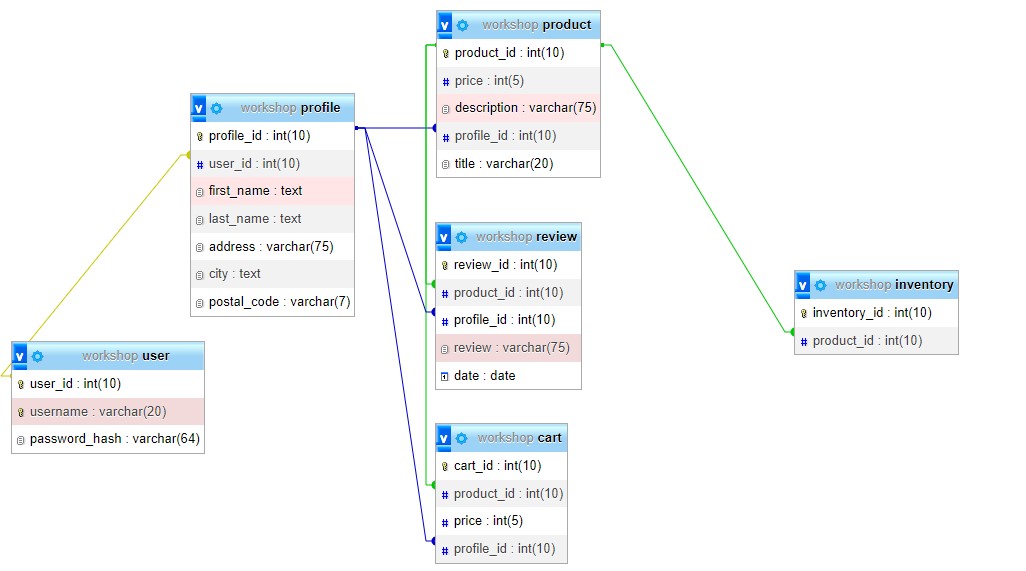 workshop product
product_id : int(10)
price : int(5)
description : varchar(75)
profile_id : int(10)
title : varchar(20)
workshop profile
profile_id : int(10)
user_id : int(10)
first_name : text
last_name : text
address : varchar(75)
city : text
postal_code : varchar(7)
workshop review
review_id : int(10)
product_id : int(10)
profile_id : int(10)
review : varchar(75)
date : date
workshop inventory
inventory_id : int(10)
product_id : int(10)
workshop user
user_id : int(10)
username : varchar(20)
password_hash : varchar(64)
workshop cart
cart_id : int(10)
product_id : int(10)
price : int(5)
profile_id : int(10)